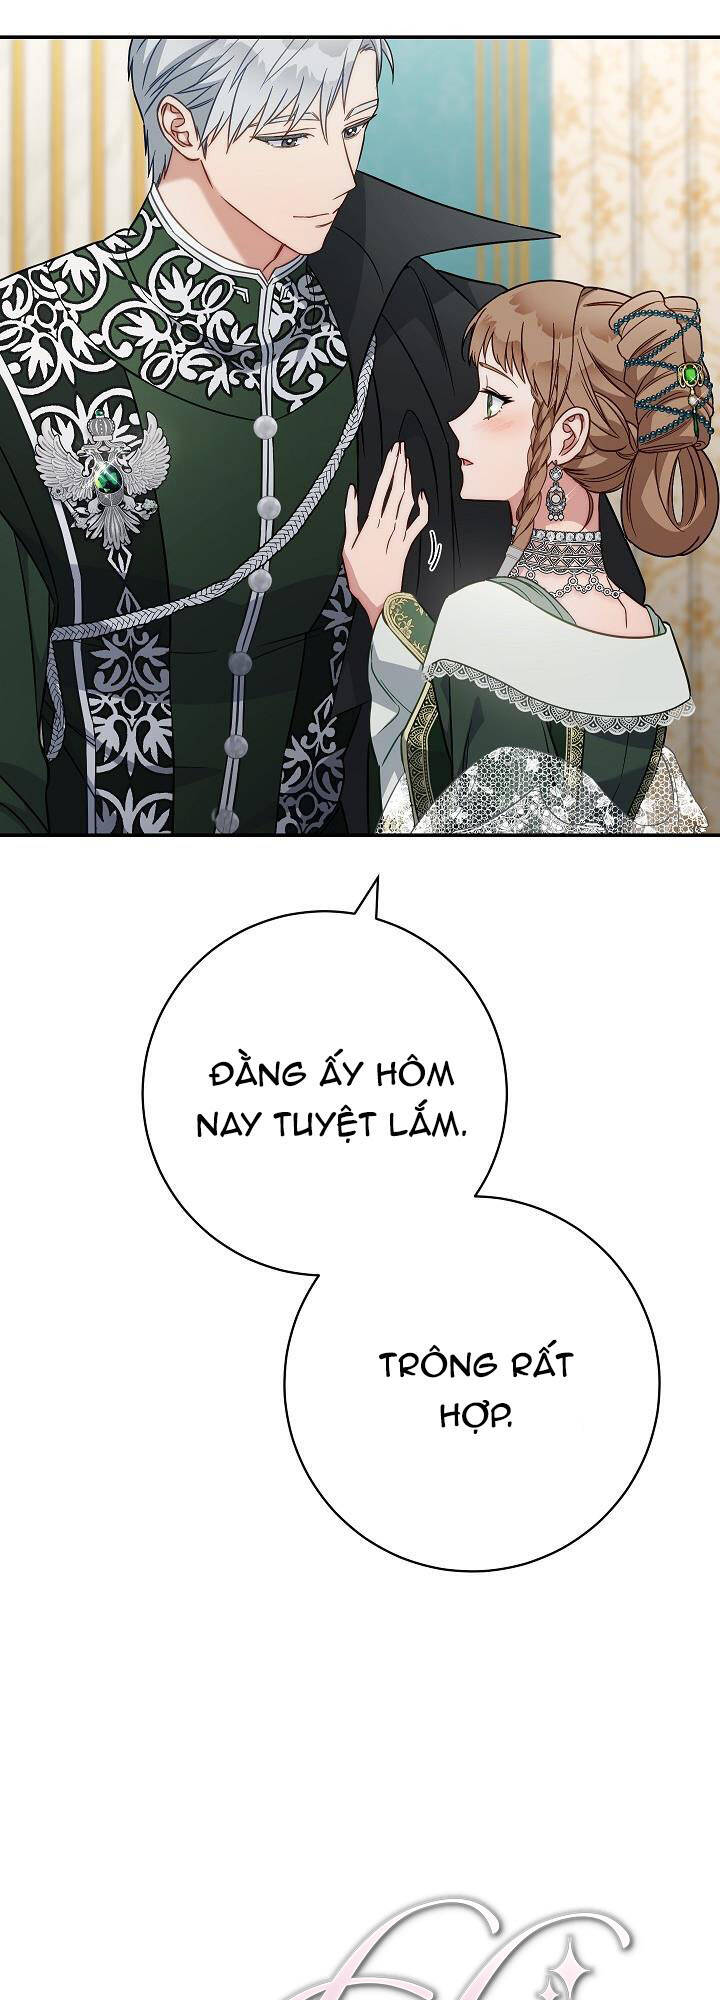 ĐẰNG ẤY HÔM
NAY TUYỆT LẮM.
TRÔNG RẤT
HỢP.